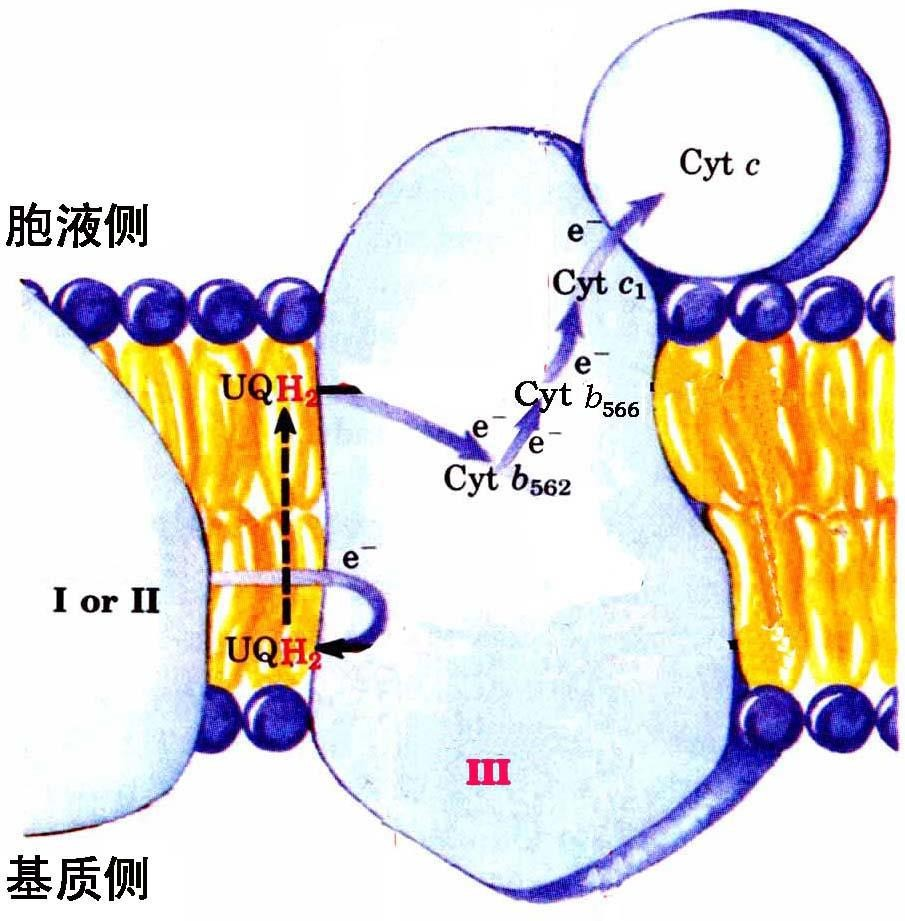 Cyt c
胞液侧
e⁻
Cyt c₁
e⁻
UQH₂
Cyt b₅₆₆
e⁻
e⁻
Cyt b₅₆₂
e⁻
I or II
UQH₂
III
基质侧